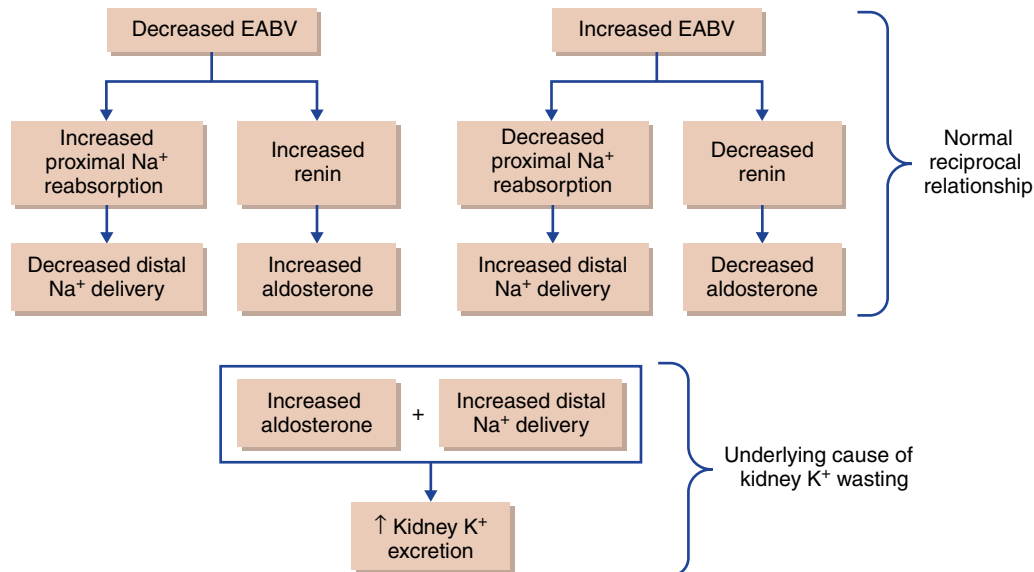 Decreased EABV
Increased
proximal Na⁺
reabsorption
Increased
renin
Decreased distal
Na⁺ delivery
Increased
aldosterone
Increased EABV
Decreased
proximal Na⁺
reabsorption
Decreased
renin
Increased distal
Na⁺ delivery
Decreased
aldosterone
Normal
reciprocal
relationship
Increased
aldosterone
+
Increased distal
Na⁺ delivery
↑ Kidney K⁺
excretion
Underlying cause of
kidney K⁺ wasting